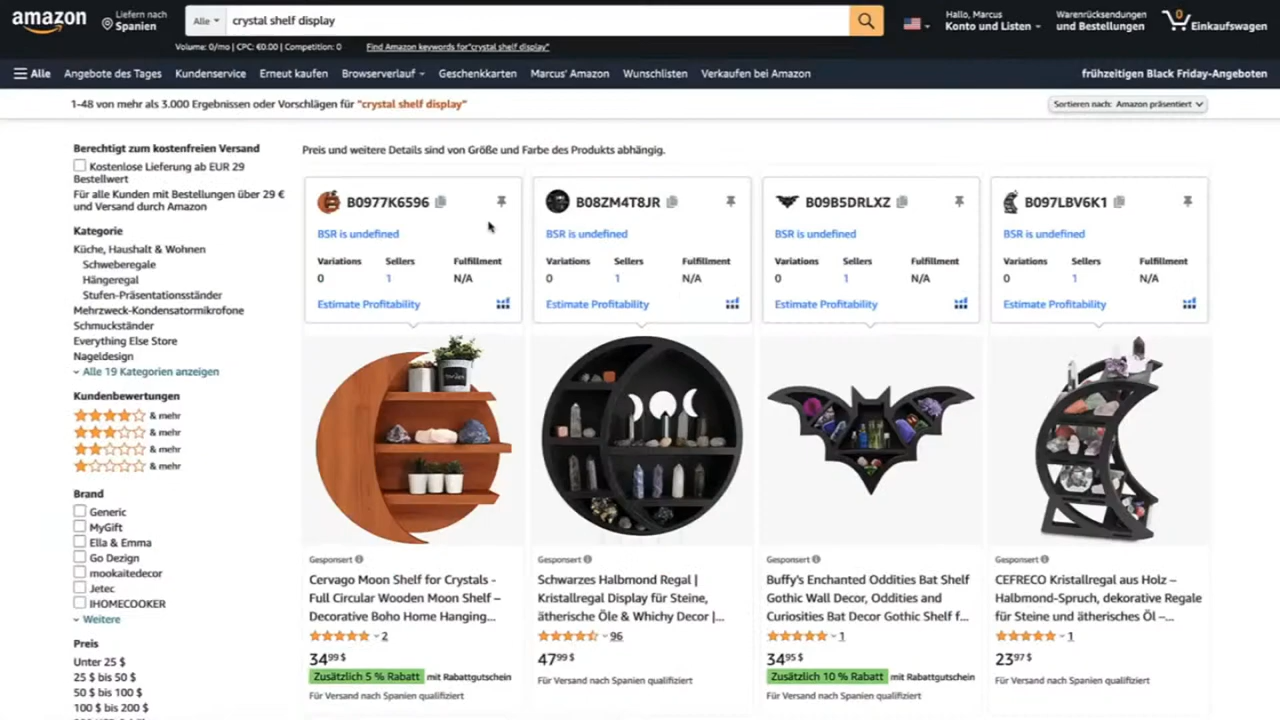 amazon
Liefern nach
Spanien
Alle
crystal shelf display
Hallo, Marcus
Konto und Listen
Warenrücksendungen
und Bestellungen
0
Einkaufswagen
Volume: 0/mo | CPC: €0.00 | Competition: 0
Find Amazon keywords for"crystal shelf display"
Alle
Angebote des Tages
Kundenservice
Erneut kaufen
Browserverlauf
Geschenkkarten
Marcus' Amazon
Wunschlisten
Verkaufen bei Amazon
frühzeitigen Black Friday-Angeboten
1-48 von mehr als 3.000 Ergebnissen oder Vorschlägen für "crystal shelf display"
Sortieren nach: Amazon präsentiert
Berechtigt zum kostenfreien Versand
Kostenlose Lieferung ab EUR 29
Bestellwert
Für alle Kunden mit Bestellungen über 29 €
und Versand durch Amazon
Kategorie
Küche, Haushalt & Wohnen
Schweberegale
Hängeregal
Stufen-Präsentationsständer
Mehrzweck-Kondensatormikrofone
Schmuckständer
Everything Else Store
Nageldesign
Alle 19 Kategorien anzeigen
Kundenbewertungen
& mehr
& mehr
& mehr
& mehr
Brand
Generic
MyGift
Ella & Emma
Go Dezign
mookaitedecor
Jetec
IHOMECOOKER
Weitere
Preis
Unter 25 $
25 $ bis 50 $
50 $ bis 100 $
100 $ bis 200 $
Preis und weitere Details sind von Größe und Farbe des Produkts abhängig.
B0977K6596
BSR is undefined
Variations Sellers Fulfillment
0 1 N/A
Estimate Profitability
Gesponsert
Cervago Moon Shelf for Crystals -
Full Circular Wooden Moon Shelf –
Decorative Boho Home Hanging...
2
34⁹⁹ $
Zusätzlich 5 % Rabatt mit Rabattgutschein
Für Versand nach Spanien qualifiziert
B08ZM4T8JR
BSR is undefined
Variations Sellers Fulfillment
0 1 N/A
Estimate Profitability
Gesponsert
Schwarzes Halbmond Regal |
Kristallregal Display für Steine,
ätherische Öle & Whichy Decor |...
96
47⁹⁹ $
Für Versand nach Spanien qualifiziert
B09B5DRLXZ
BSR is undefined
Variations Sellers Fulfillment
0 1 N/A
Estimate Profitability
Gesponsert
Buffy's Enchanted Oddities Bat Shelf
Gothic Wall Decor, Oddities and
Curiosities Bat Decor Gothic Shelf f...
1
34⁹⁵ $
Zusätzlich 10 % Rabatt mit Rabattgutschein
Für Versand nach Spanien qualifiziert
B097LBV6K1
BSR is undefined
Variations Sellers Fulfillment
0 1 N/A
Estimate Profitability
Gesponsert
CEFRECO Kristallregal aus Holz –
Halbmond-Spruch, dekorative Regale
für Steine und ätherisches Öl –...
1
23⁹⁷ $
Für Versand nach Spanien qualifiziert